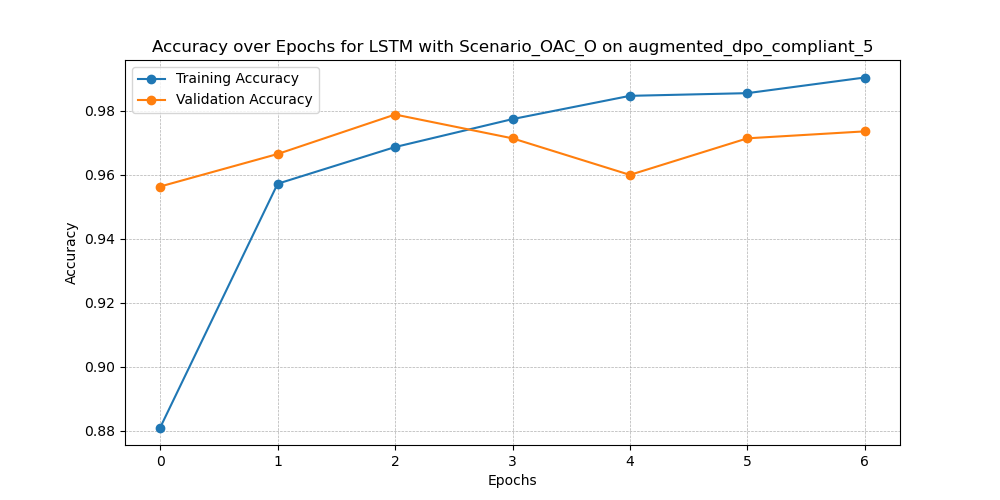 Accuracy over Epochs for LSTM with Scenario_OAC_O on augmented_dpo_compliant_5
Training Accuracy
Validation Accuracy
0.98
0.96
0.94
0.92
0.90
0.88
Accuracy
0 1 2 3 4 5 6
Epochs